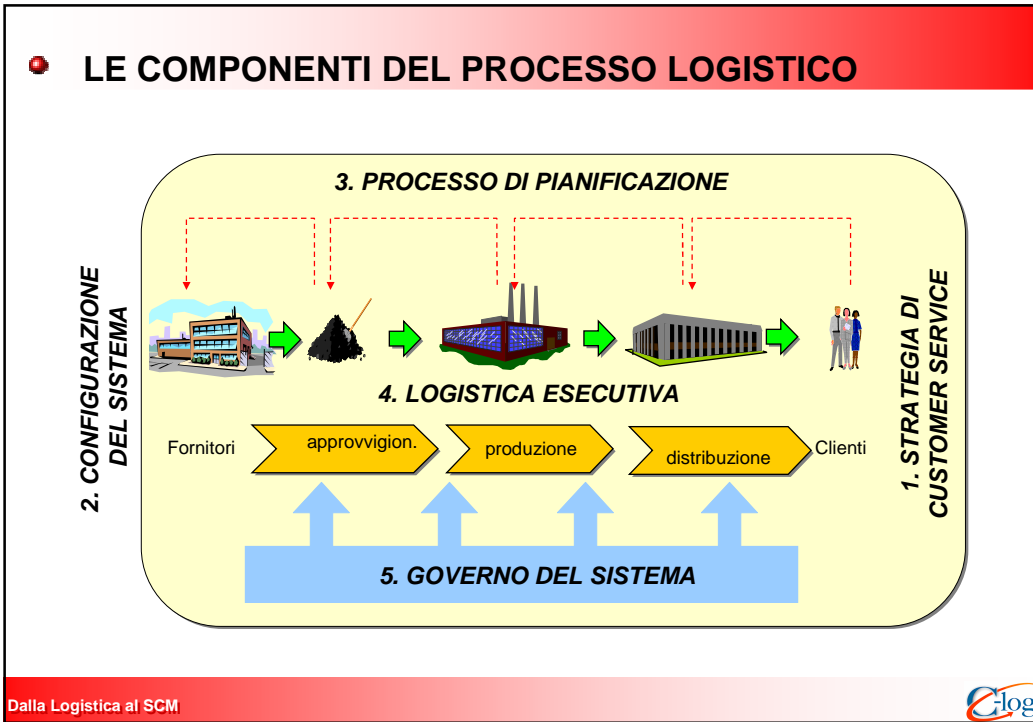 LE COMPONENTI DEL PROCESSO LOGISTICO
3. PROCESSO DI PIANIFICAZIONE
2. CONFIGURAZIONE
DEL SISTEMA
1. STRATEGIA DI
CUSTOMER SERVICE
4. LOGISTICA ESECUTIVA
Fornitori
approvvigion.
produzione
distribuzione
Clienti
5. GOVERNO DEL SISTEMA
Dalla Logistica al SCM
C-log